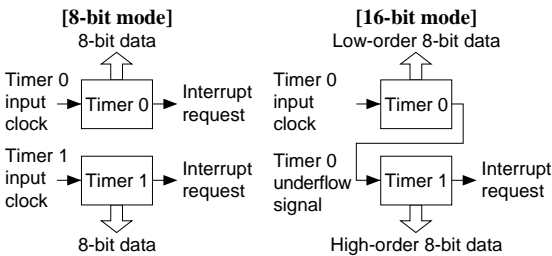 [8-bit mode]
8-bit data
Timer 0
input
clock
Timer 0
Interrupt
request
Timer 1
input
clock
Timer 1
Interrupt
request
8-bit data
[16-bit mode]
Low-order 8-bit data
Timer 0
input
clock
Timer 0
Timer 0
underflow
signal
Timer 1
Interrupt
request
High-order 8-bit data